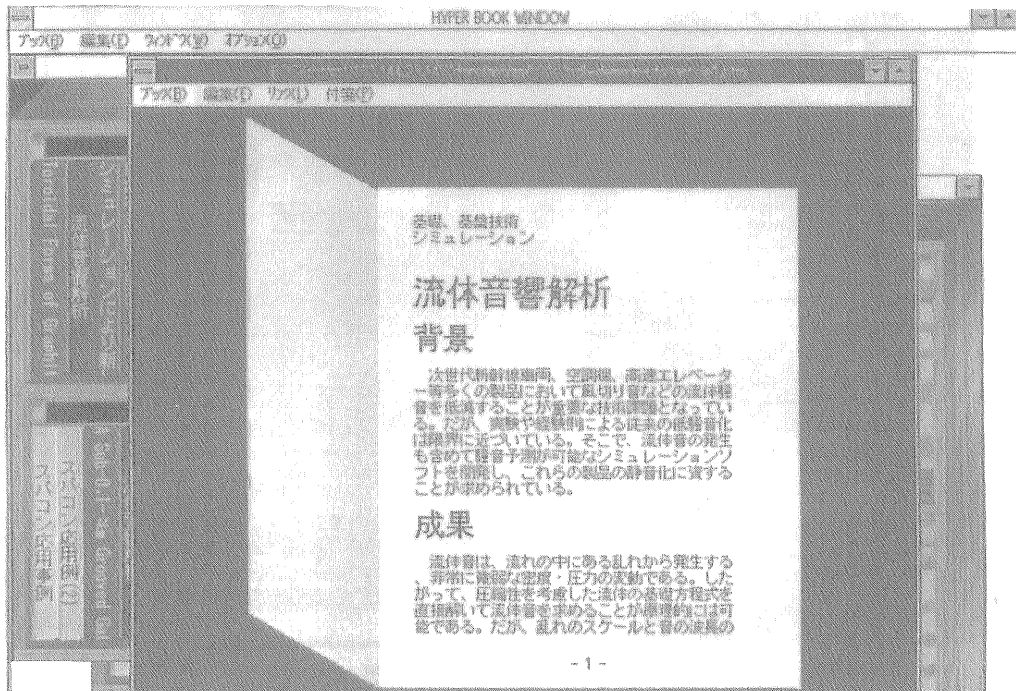 HYPER BOOK WINDOW
ブック(B) 編集(E) ウィンドウズ(W) オプション(O)
ブック(B) 編集(E) リンク(L) 付箋(P)
基礎、基盤技術
シミュレーション
流体音響解析
背景
次世代新幹線車両、空調機、高速エレベータ
ー等多くの製品において風切り音などの流体騒
音を低減することが重要な技術課題となってい
る。だが、実験や経験則による従来の低騒音化
は限界に近づいている。そこで、流体音の発生
も含めて騒音予測が可能なシミュレーションソ
フトを開発し、これらの製品の静音化に資する
ことが求められている。
成果
流体音は、流れの中にある乱れから発生する
、非常に微弱な密度・圧力の変動である。した
がって、圧縮性を考慮した流体の基礎方程式を
直接解いて流体音を求めることが原理的には可
能である。だが、乱れのスケールと音の波長の
- 1 -
スパコン応用例(2)
スパコン応用事例